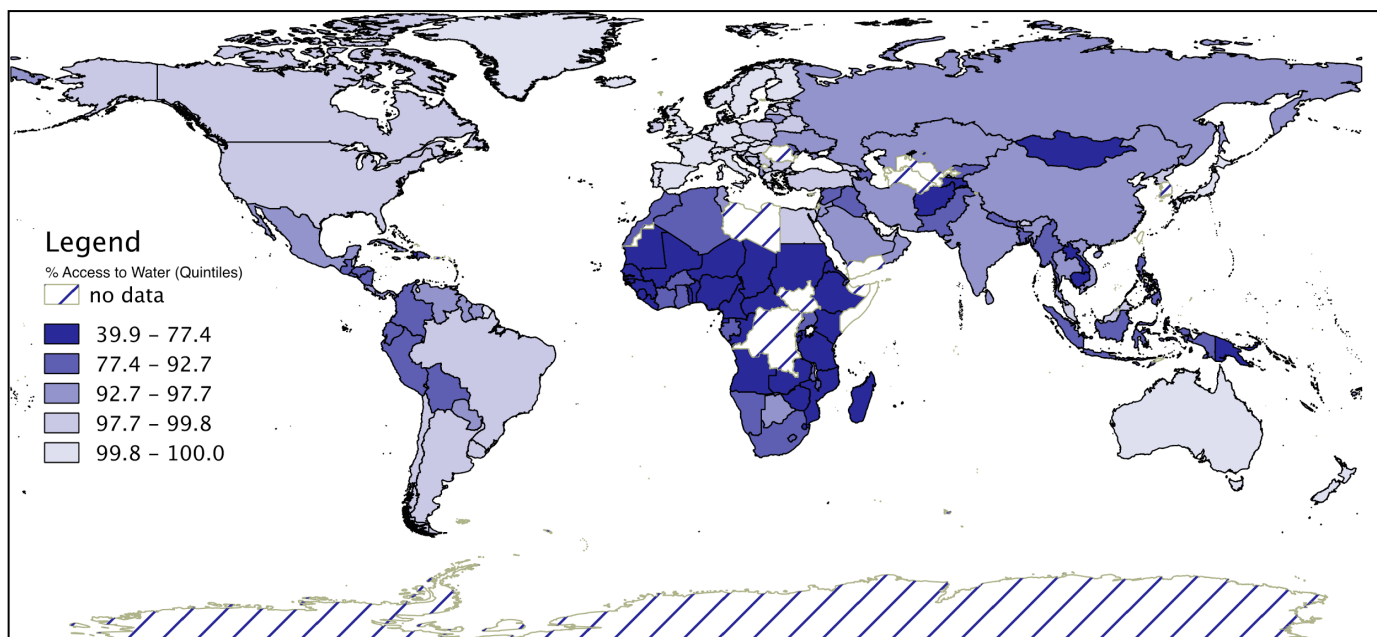 Legend
% Access to Water (Quintiles)
no data
39.9 – 77.4
77.4 – 92.7
92.7 – 97.7
97.7 – 99.8
99.8 – 100.0